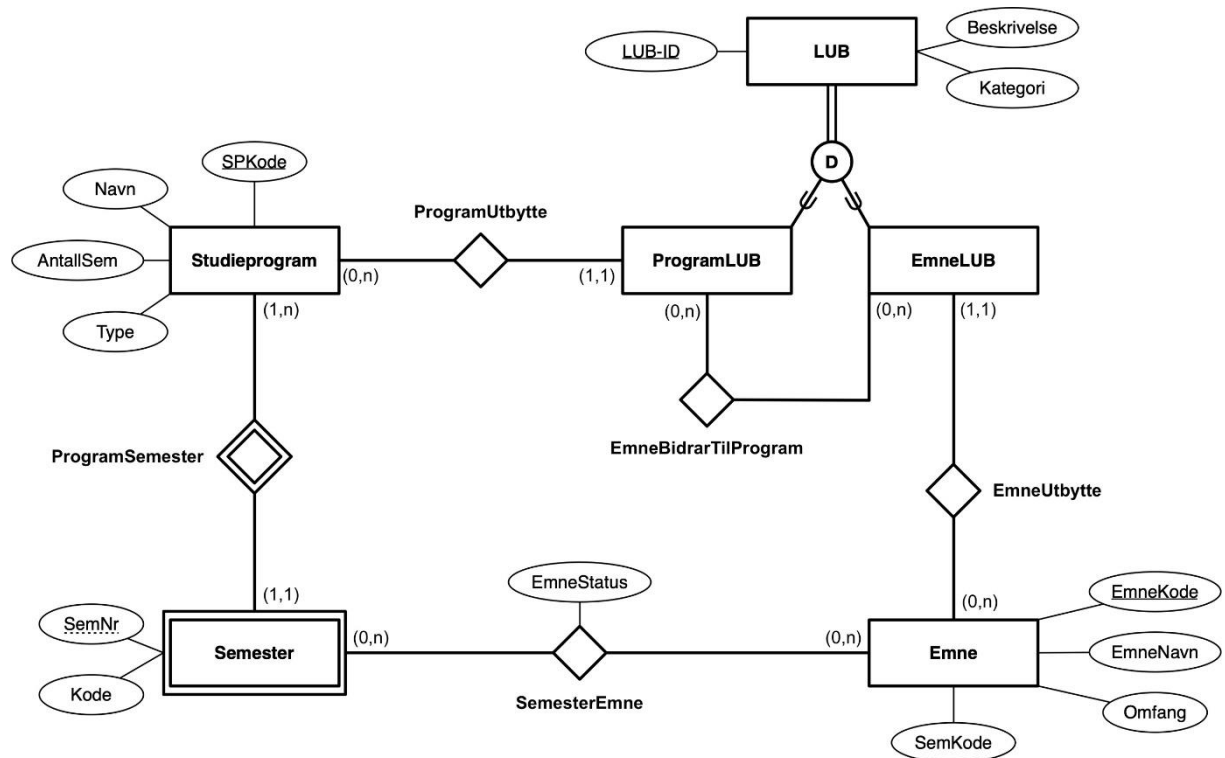 LUB-ID
LUB
Beskrivelse
Kategori
D
SPKode
Navn
AntallSem
Type
Studieprogram
(0,n)
(1,n)
ProgramUtbytte
(1,1)
ProgramLUB
(0,n)
EmneLUB
(0,n)
(1,1)
EmneBidrarTilProgram
ProgramSemester
EmneUtbytte
(1,1)
SemNr
Kode
Semester
(0,n)
EmneStatus
SemesterEmne
(0,n)
(0,n)
Emne
EmneKode
EmneNavn
Omfang
SemKode